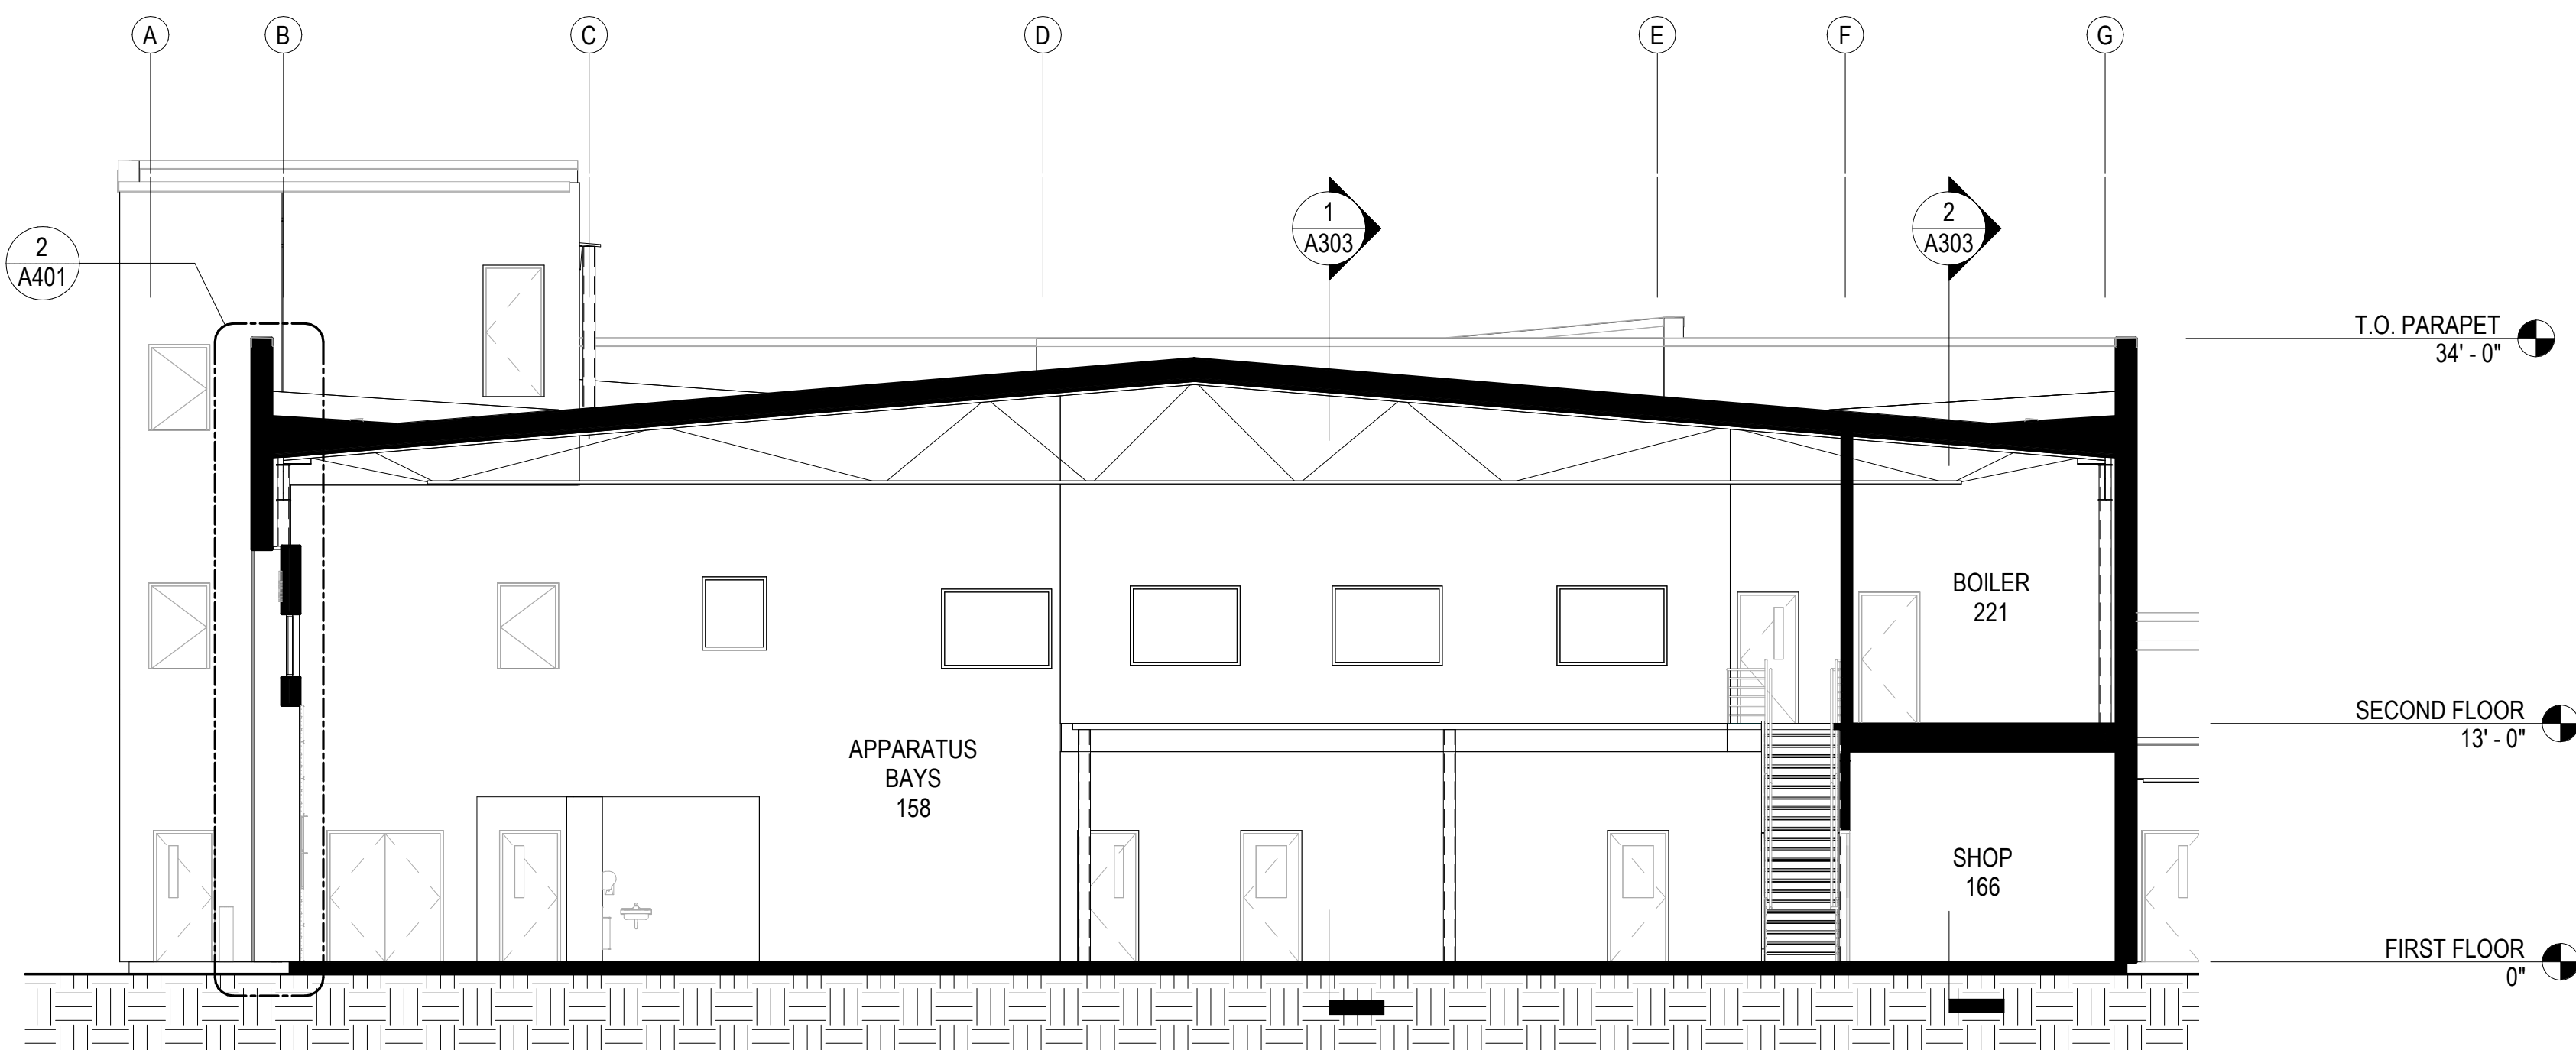 A
B
C
D
E
F
G
1
A303
2
A303
2
A401
T.O. PARAPET
34' - 0"
BOILER
221
SECOND FLOOR
13' - 0"
APPARATUS
BAYS
158
SHOP
166
FIRST FLOOR
0"